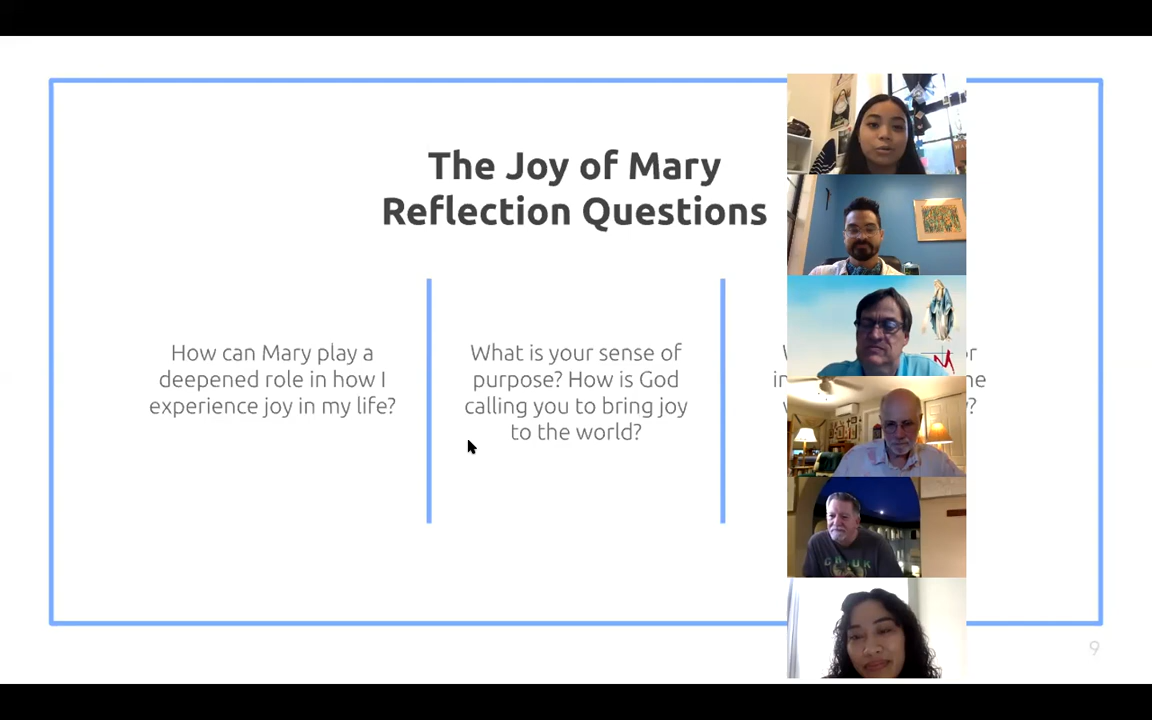 The Joy of Mary
Reflection Questions
How can Mary play a
deepened role in how I
experience joy in my life?
What is your sense of
purpose? How is God
calling you to bring joy
to the world?
9